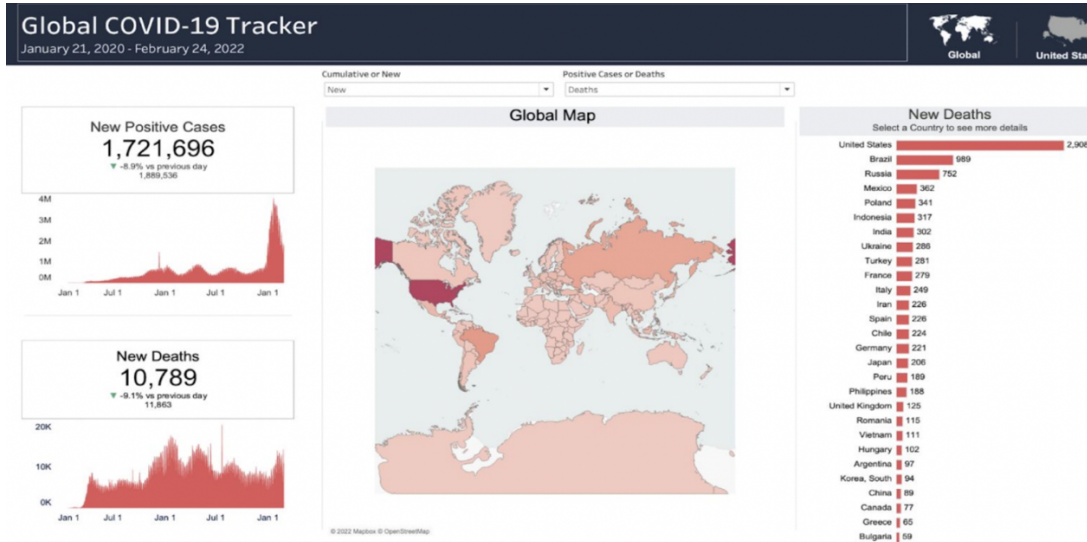 Global COVID-19 Tracker
January 21, 2020 - February 24, 2022
Global
United Sta
Cumulative or New
New
Positive Cases or Deaths
Deaths
New Positive Cases
1,721,696
▼ -8.9% vs previous day
1,889,536
4M
3M
2M
1M
0M
Jan 1 Jul 1 Jan 1 Jul 1 Jan 1
New Deaths
10,789
▼ -9.1% vs previous day
11,863
20K
10K
0K
Jan 1 Jul 1 Jan 1 Jul 1 Jan 1
Global Map
© 2022 Mapbox © OpenStreetMap
New Deaths
Select a Country to see more details
United States 2,908
Brazil 989
Russia 752
Mexico 362
Poland 341
Indonesia 317
India 302
Ukraine 286
Turkey 281
France 279
Italy 249
Iran 226
Spain 226
Chile 224
Germany 221
Japan 206
Peru 189
Philippines 188
United Kingdom 125
Romania 115
Vietnam 111
Hungary 102
Argentina 97
Korea, South 94
China 89
Canada 77
Greece 65
Bulgaria 59